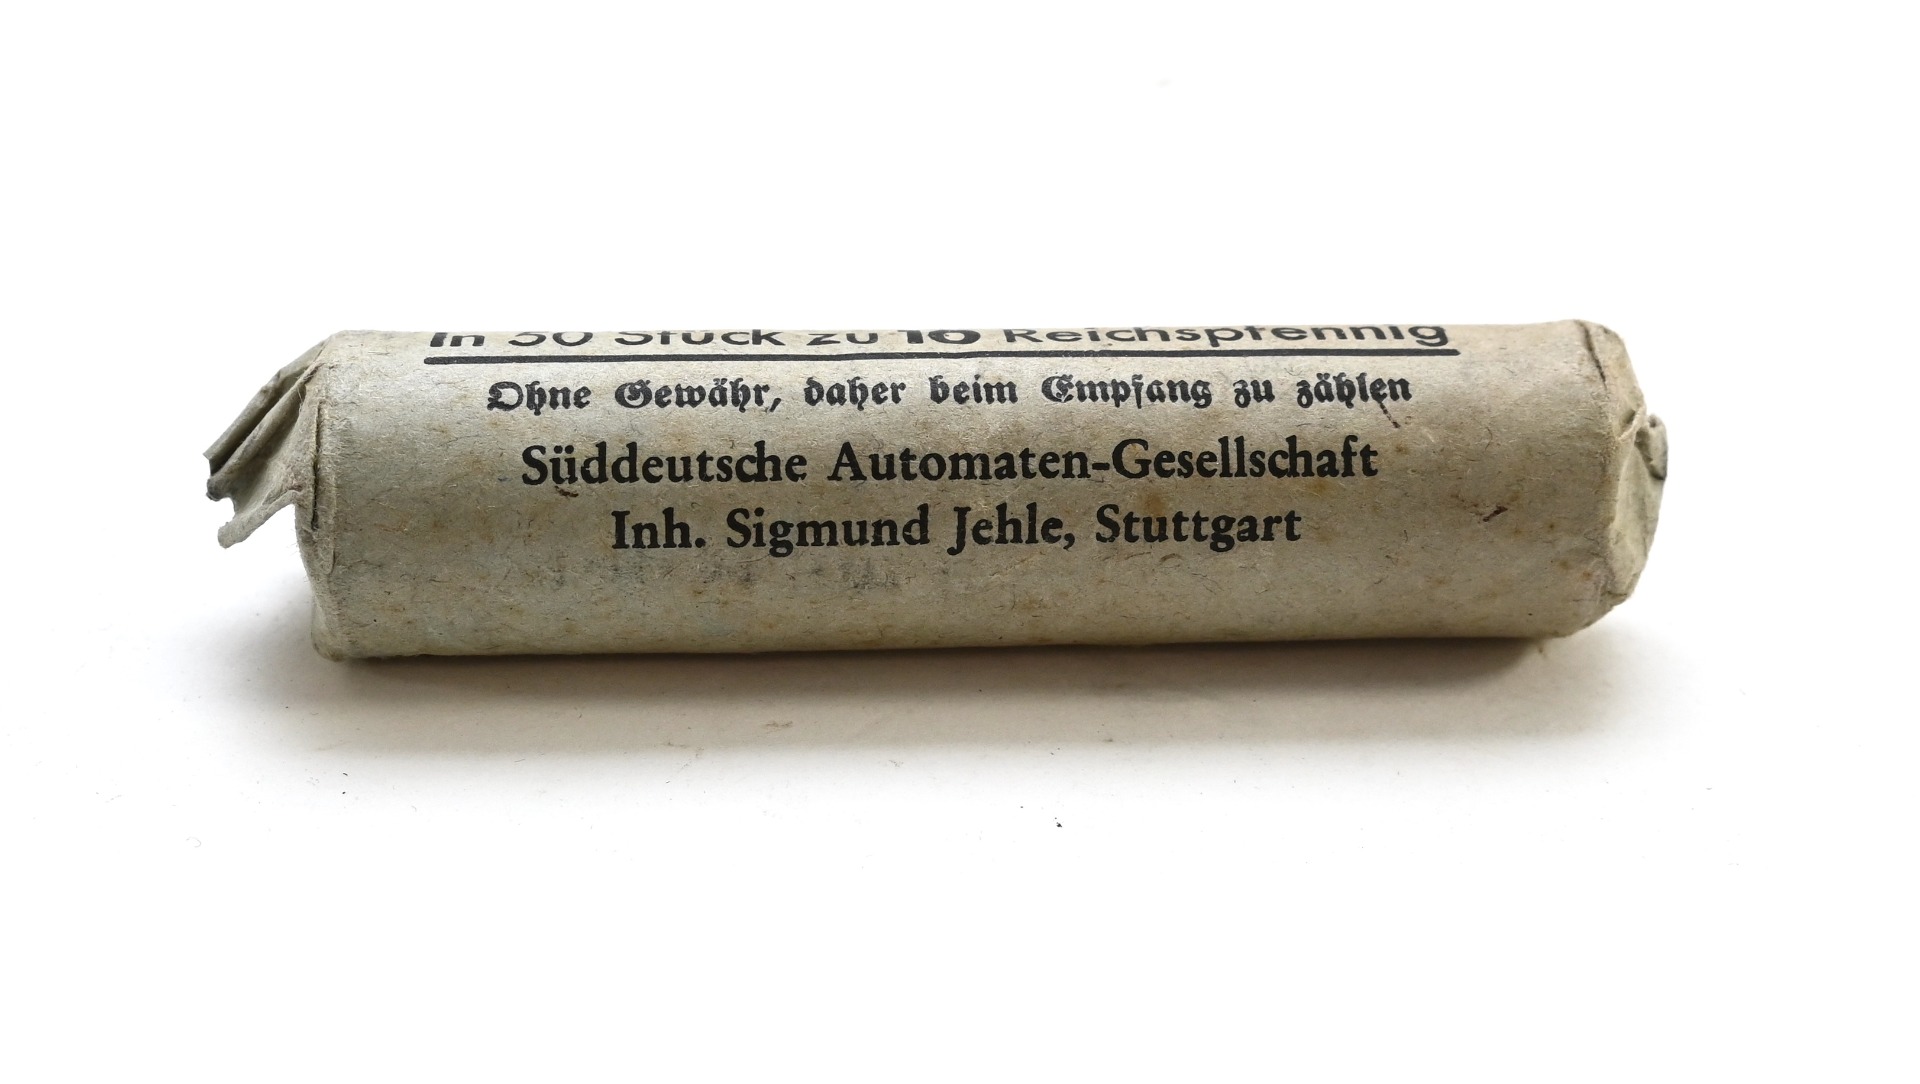 In 50 Stück zu 10 Reichspfennig
Ohne Gewähr, daher beim Empfang zu zählen
Süddeutsche Automaten-Gesellschaft
Inh. Sigmund Jehle, Stuttgart